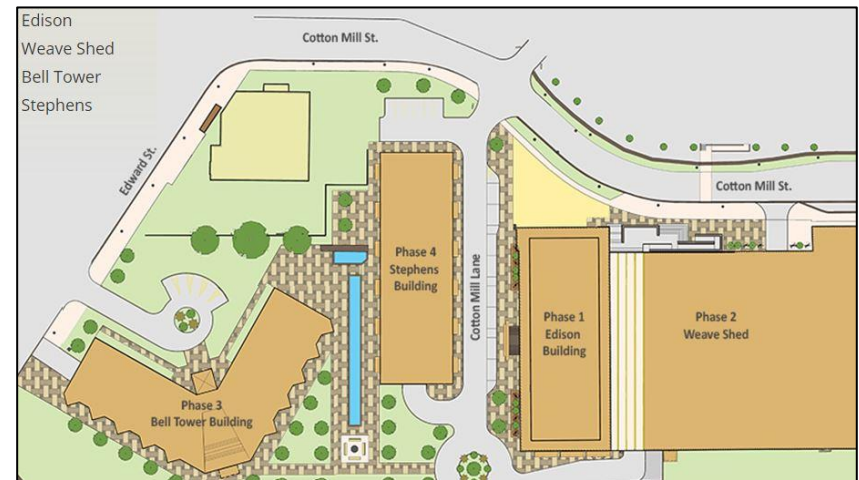 Edison
Weave Shed
Bell Tower
Stephens
Cotton Mill St.
Edward St.
Cotton Mill St.
Phase 4
Stephens
Building
Cotton Mill Lane
Phase 1
Edison
Building
Phase 2
Weave Shed
Phase 3
Bell Tower Building